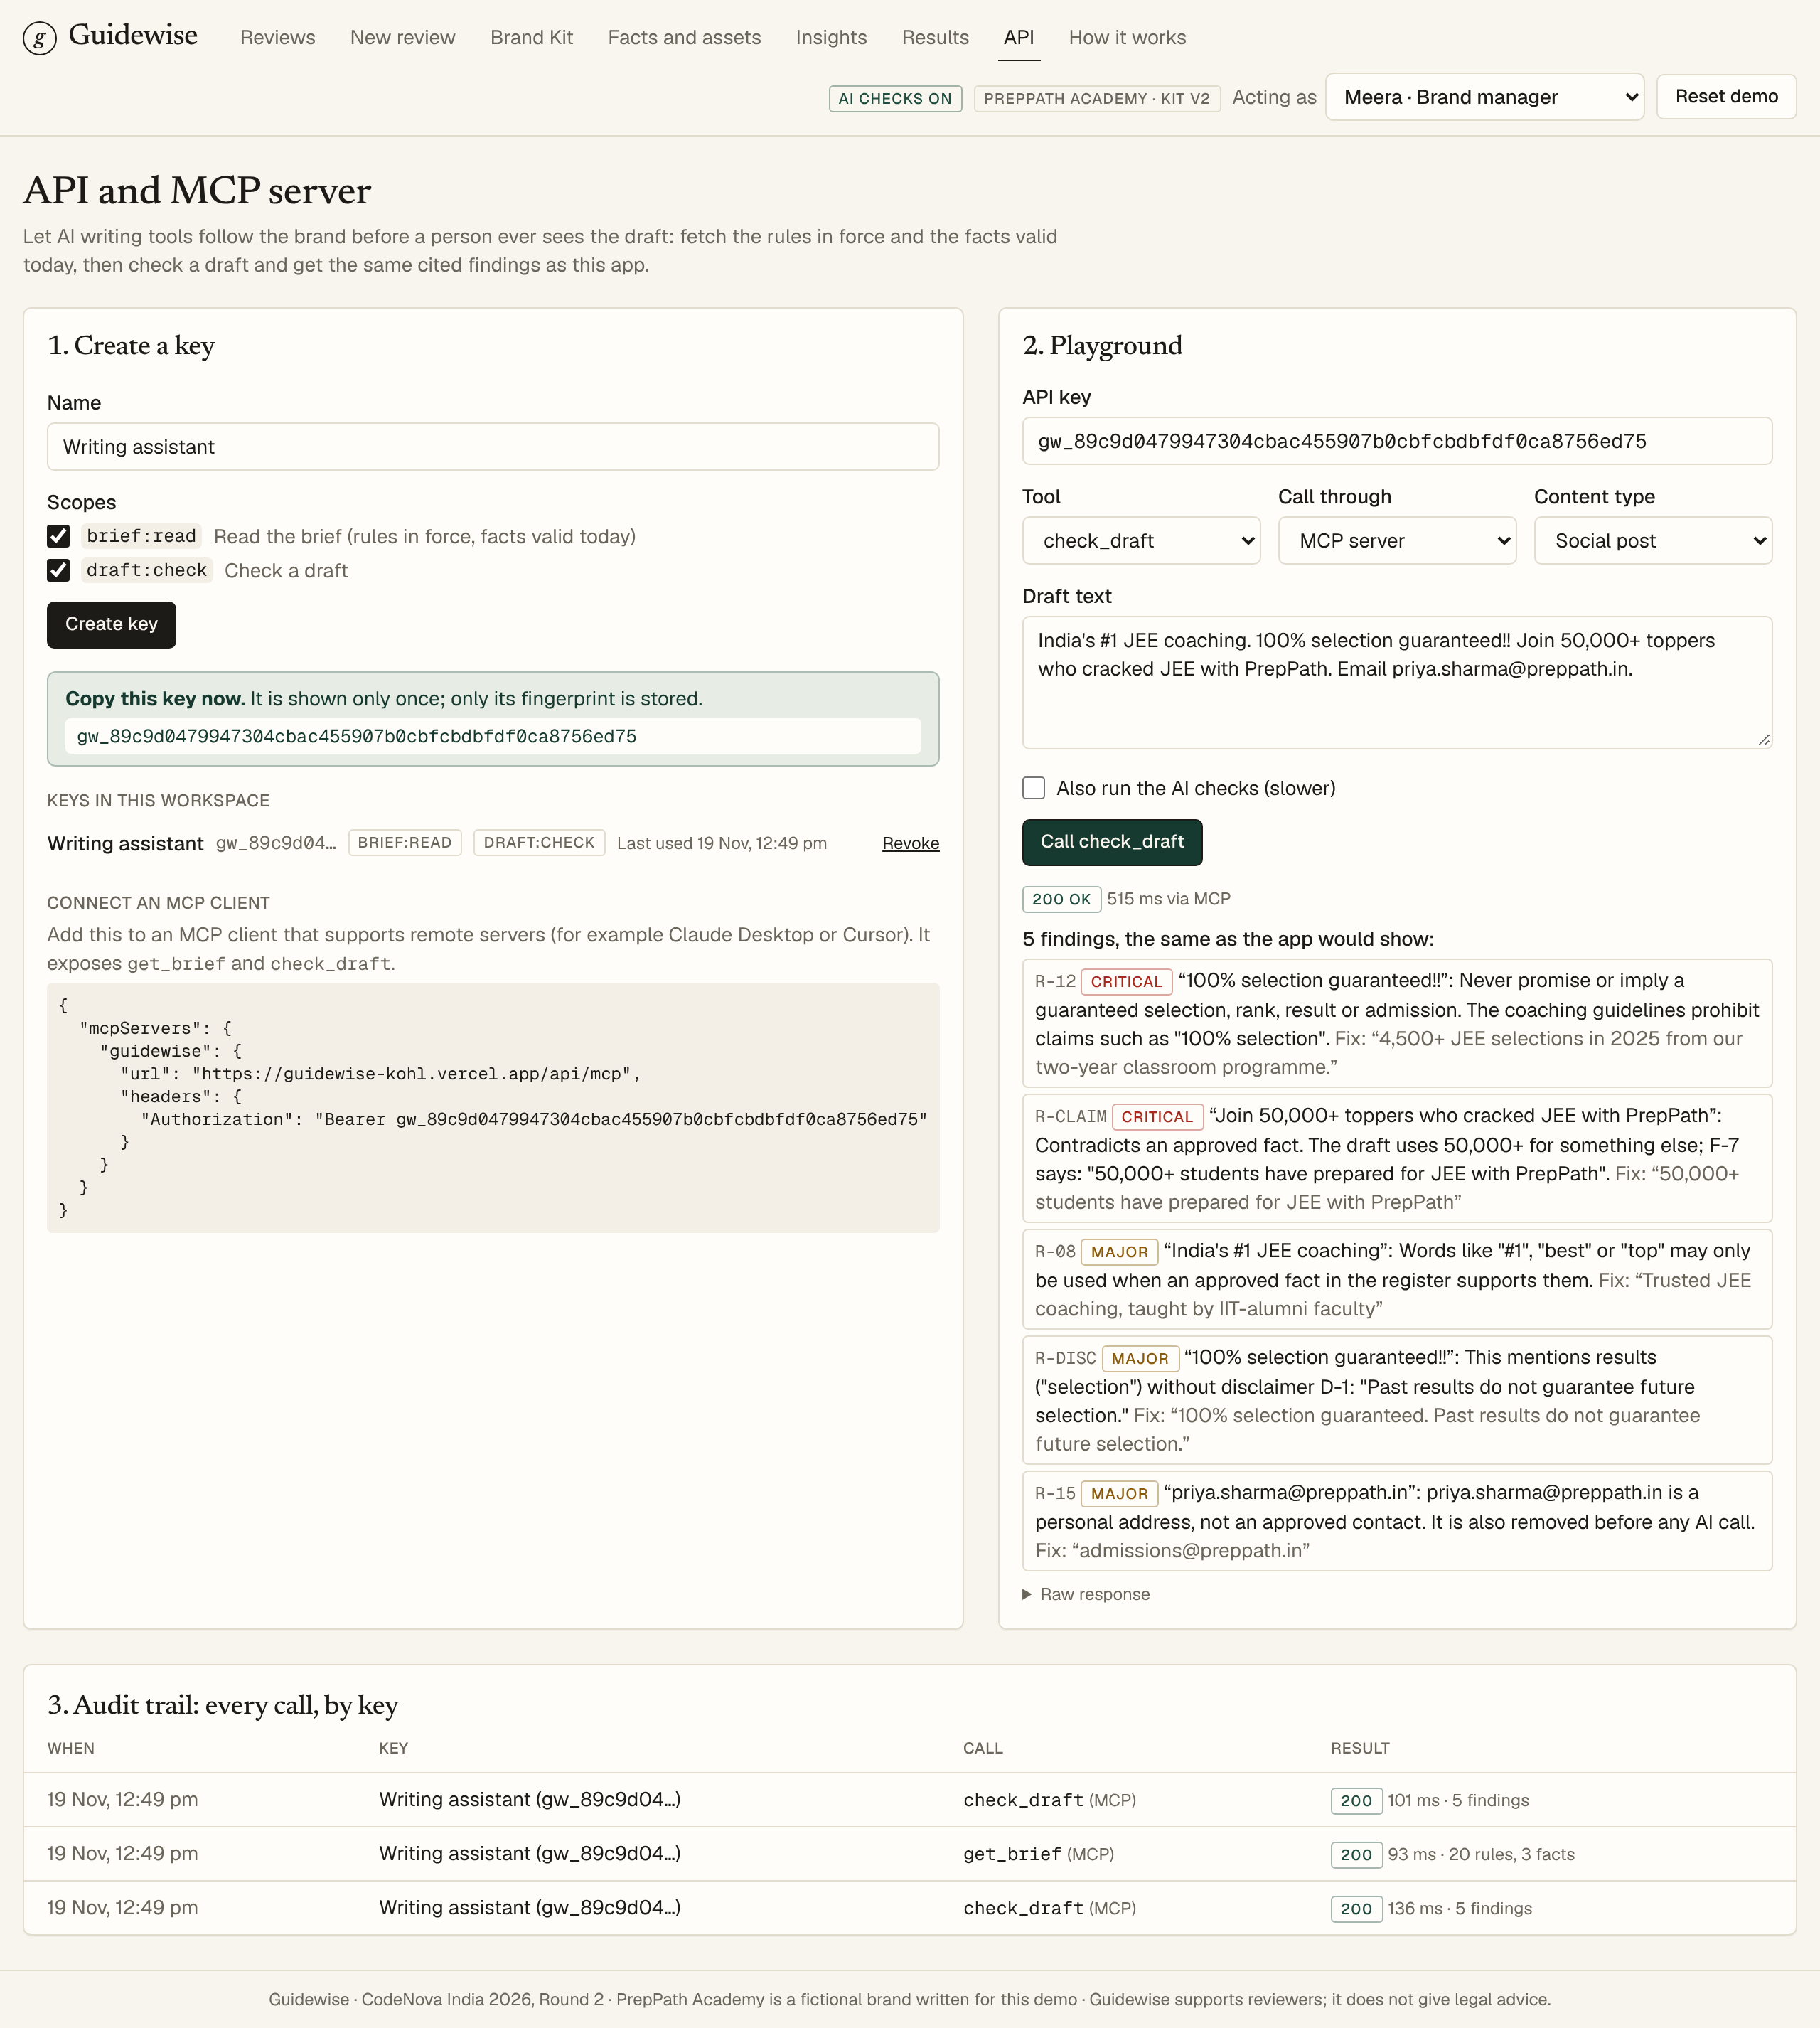 g Guidewise
Reviews New review Brand Kit Facts and assets Insights Results API How it works
AI CHECKS ON PREPPATH ACADEMY · KIT V2 Acting as Meera · Brand manager Reset demo
API and MCP server
Let AI writing tools follow the brand before a person ever sees the draft: fetch the rules in force and the facts valid
today, then check a draft and get the same cited findings as this app.
1. Create a key
Name
Writing assistant
Scopes
brief:read Read the brief (rules in force, facts valid today)
draft:check Check a draft
Create key
Copy this key now. It is shown only once; only its fingerprint is stored.
gw_89c9d0479947304cbac455907b0cbfcbdbfdf0ca8756ed75
KEYS IN THIS WORKSPACE
Writing assistant gw_89c9d04… BRIEF:READ DRAFT:CHECK Last used 19 Nov, 12:49 pm Revoke
CONNECT AN MCP CLIENT
Add this to an MCP client that supports remote servers (for example Claude Desktop or Cursor). It
exposes get_brief and check_draft.
{
"mcpServers": {
"guidewise": {
"url": "https://guidewise-kohl.vercel.app/api/mcp",
"headers": {
"Authorization": "Bearer gw_89c9d0479947304cbac455907b0cbfcbdbfdf0ca8756ed75"
}
}
}
}
2. Playground
API key
gw_89c9d0479947304cbac455907b0cbfcbdbfdf0ca8756ed75
Tool Call through Content type
check_draft MCP server Social post
Draft text
India's #1 JEE coaching. 100% selection guaranteed!! Join 50,000+ toppers
who cracked JEE with PrepPath. Email priya.sharma@preppath.in.
Also run the AI checks (slower)
Call check_draft
200 OK 515 ms via MCP
5 findings, the same as the app would show:
R-12 CRITICAL “100% selection guaranteed!!”: Never promise or imply a
guaranteed selection, rank, result or admission. The coaching guidelines prohibit
claims such as "100% selection". Fix: “4,500+ JEE selections in 2025 from our
two-year classroom programme.”
R-CLAIM CRITICAL “Join 50,000+ toppers who cracked JEE with PrepPath”:
Contradicts an approved fact. The draft uses 50,000+ for something else; F-7
says: "50,000+ students have prepared for JEE with PrepPath". Fix: “50,000+
students have prepared for JEE with PrepPath”
R-08 MAJOR “India's #1 JEE coaching”: Words like "#1", "best" or "top" may only
be used when an approved fact in the register supports them. Fix: “Trusted JEE
coaching, taught by IIT-alumni faculty”
R-DISC MAJOR “100% selection guaranteed!!”: This mentions results
("selection") without disclaimer D-1: "Past results do not guarantee future
selection." Fix: “100% selection guaranteed. Past results do not guarantee
future selection.”
R-15 MAJOR “priya.sharma@preppath.in”: priya.sharma@preppath.in is a
personal address, not an approved contact. It is also removed before any AI call.
Fix: “admissions@preppath.in”
Raw response
3. Audit trail: every call, by key
WHEN KEY CALL RESULT
19 Nov, 12:49 pm Writing assistant (gw_89c9d04…) check_draft (MCP) 200 101 ms · 5 findings
19 Nov, 12:49 pm Writing assistant (gw_89c9d04…) get_brief (MCP) 200 93 ms · 20 rules, 3 facts
19 Nov, 12:49 pm Writing assistant (gw_89c9d04…) check_draft (MCP) 200 136 ms · 5 findings
Guidewise · CodeNova India 2026, Round 2 · PrepPath Academy is a fictional brand written for this demo · Guidewise supports reviewers; it does not give legal advice.